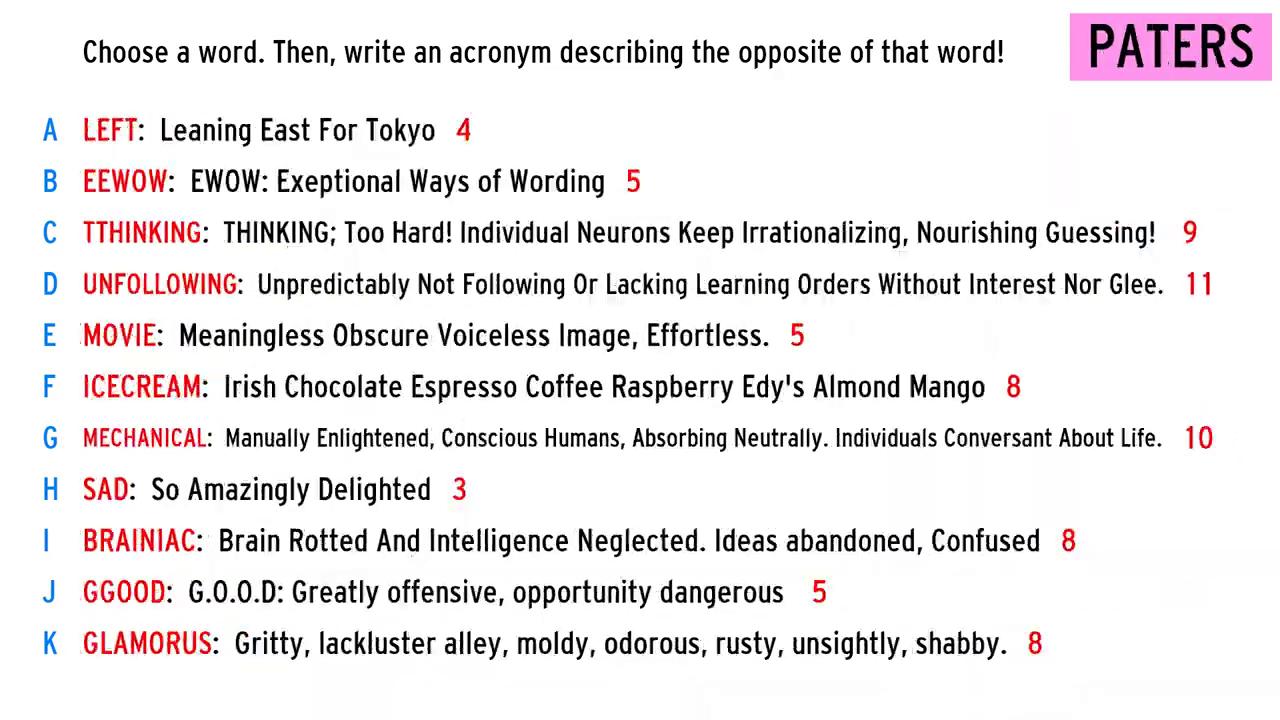 Choose a word. Then, write an acronym describing the opposite of that word!
PATERS
A LEFT: Leaning East For Tokyo 4
B EEWOW: EWOW: Exeptional Ways of Wording 5
C TTHINKING: THINKING; Too Hard! Individual Neurons Keep Irrationalizing, Nourishing Guessing! 9
D UNFOLLOWING: Unpredictably Not Following Or Lacking Learning Orders Without Interest Nor Glee. 11
E MOVIE: Meaningless Obscure Voiceless Image, Effortless. 5
F ICECREAM: Irish Chocolate Espresso Coffee Raspberry Edy's Almond Mango 8
G MECHANICAL: Manually Enlightened, Conscious Humans, Absorbing Neutrally. Individuals Conversant About Life. 10
H SAD: So Amazingly Delighted 3
I BRAINIAC: Brain Rotted And Intelligence Neglected. Ideas abandoned, Confused 8
J GGOOD: G.O.O.D: Greatly offensive, opportunity dangerous 5
K GLAMORUS: Gritty, lackluster alley, moldy, odorous, rusty, unsightly, shabby. 8